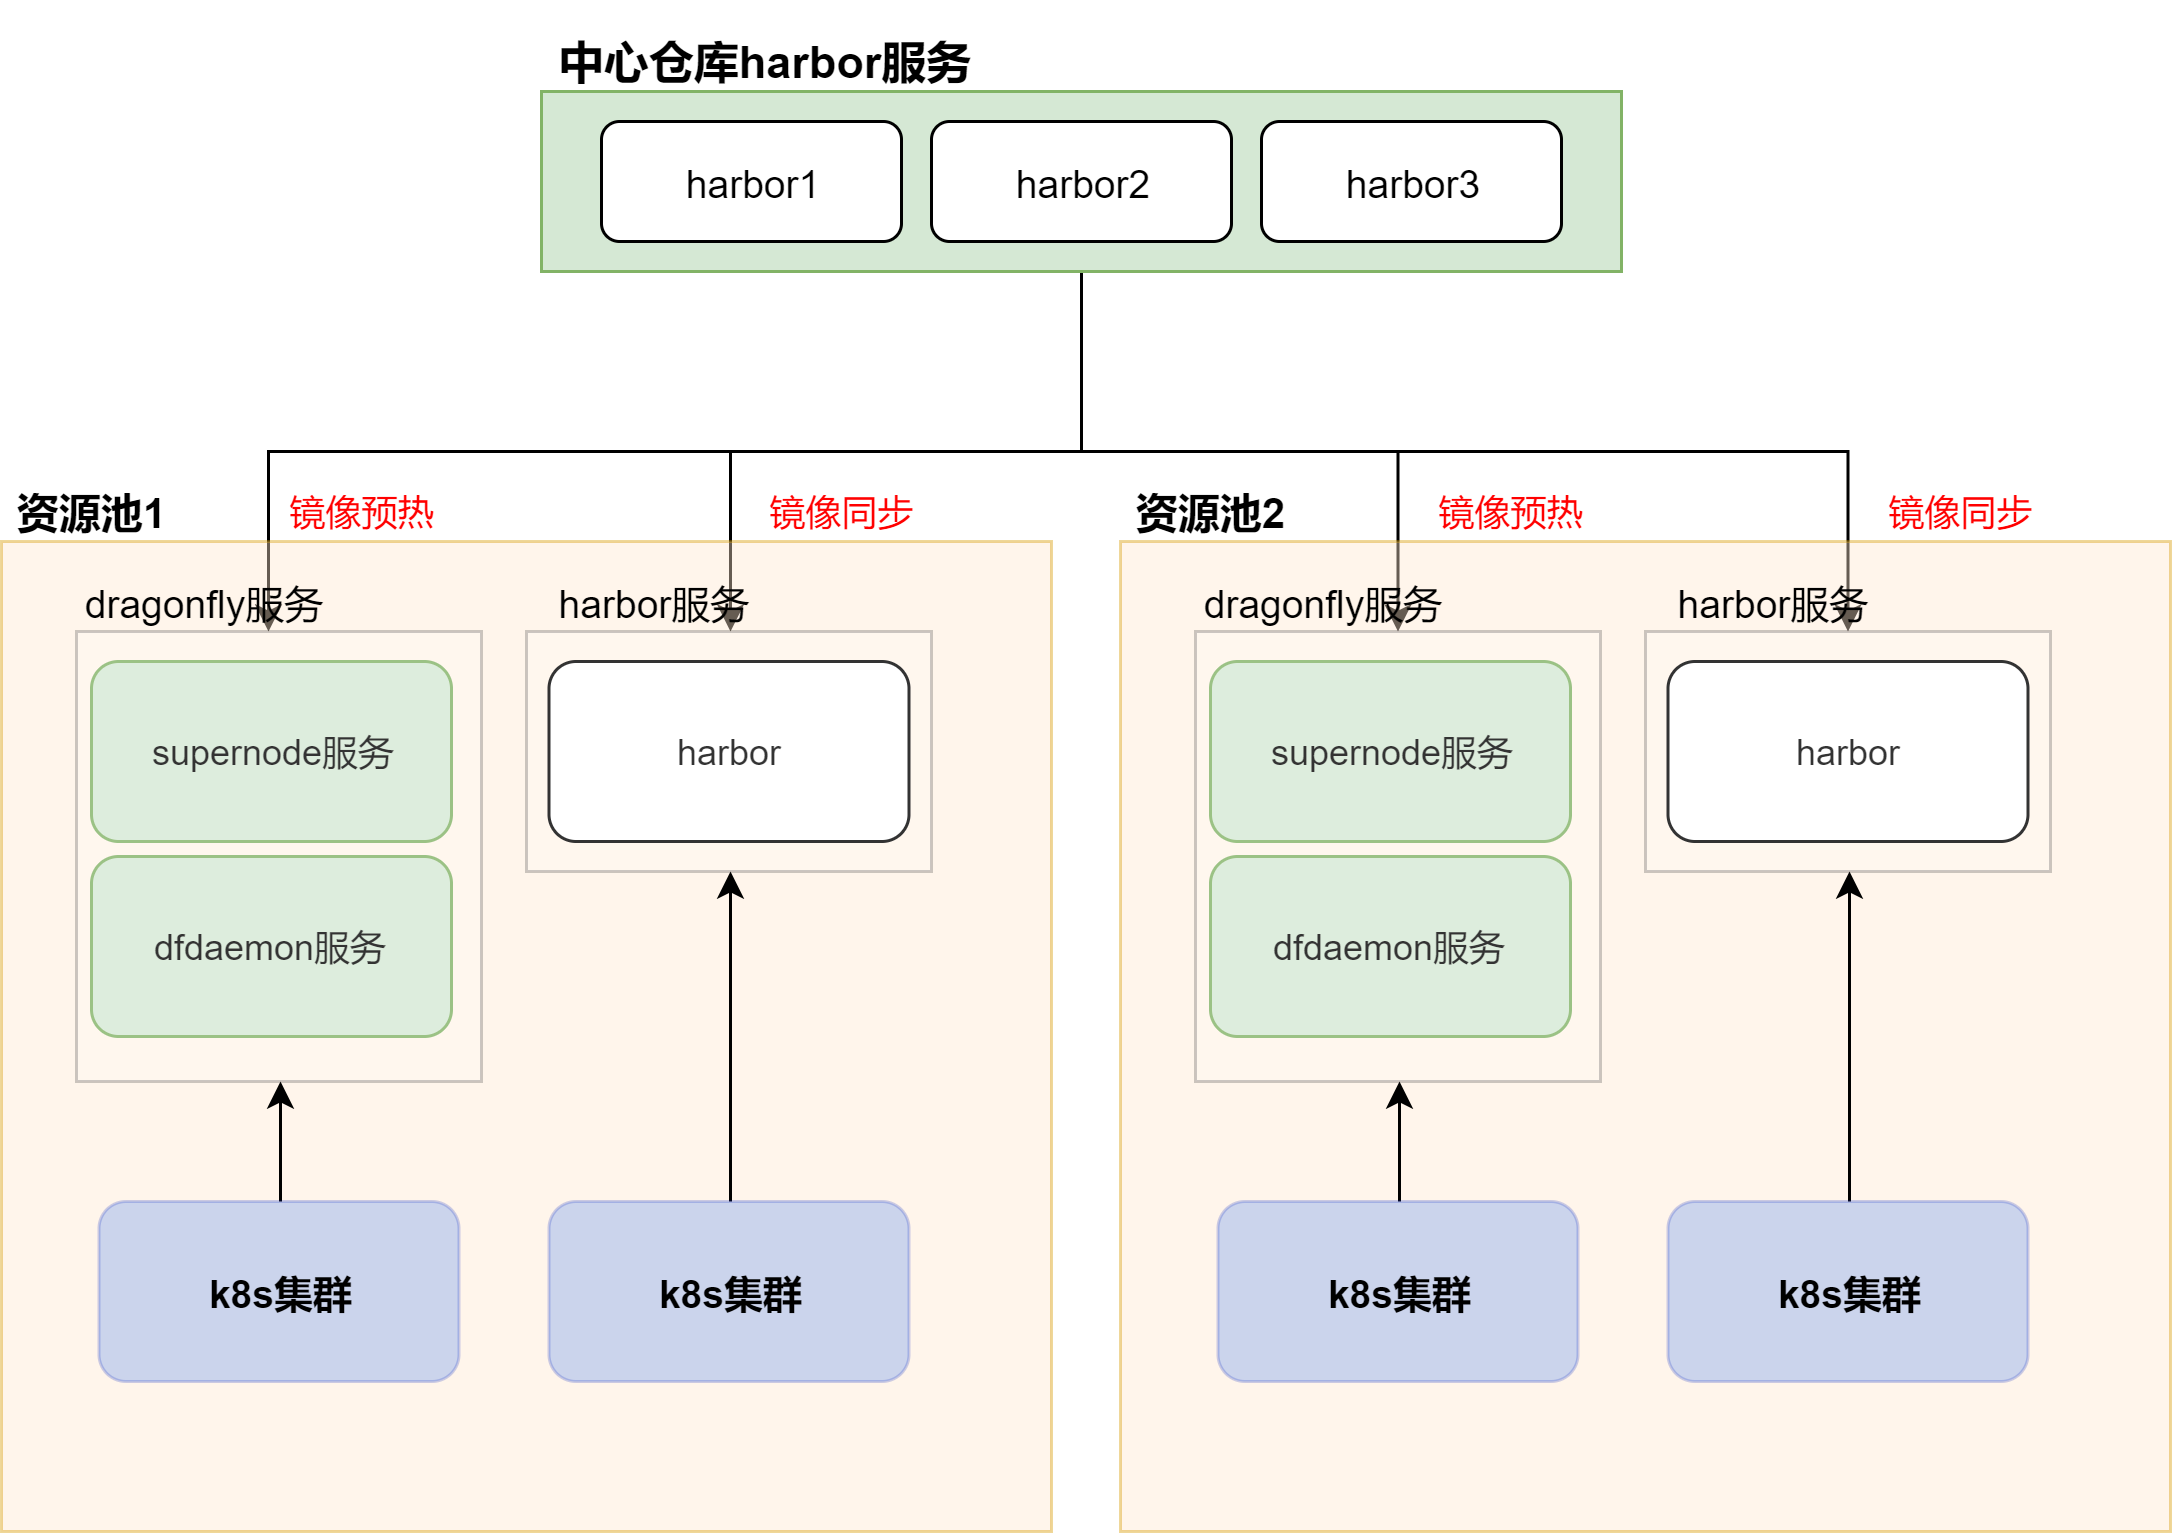 中心仓库harbor服务
harbor1
harbor2
harbor3
资源池1
镜像预热
镜像同步
dragonfly服务
harbor服务
supernode服务
harbor
dfdaemon服务
k8s集群
k8s集群
资源池2
镜像预热
镜像同步
dragonfly服务
harbor服务
supernode服务
harbor
dfdaemon服务
k8s集群
k8s集群